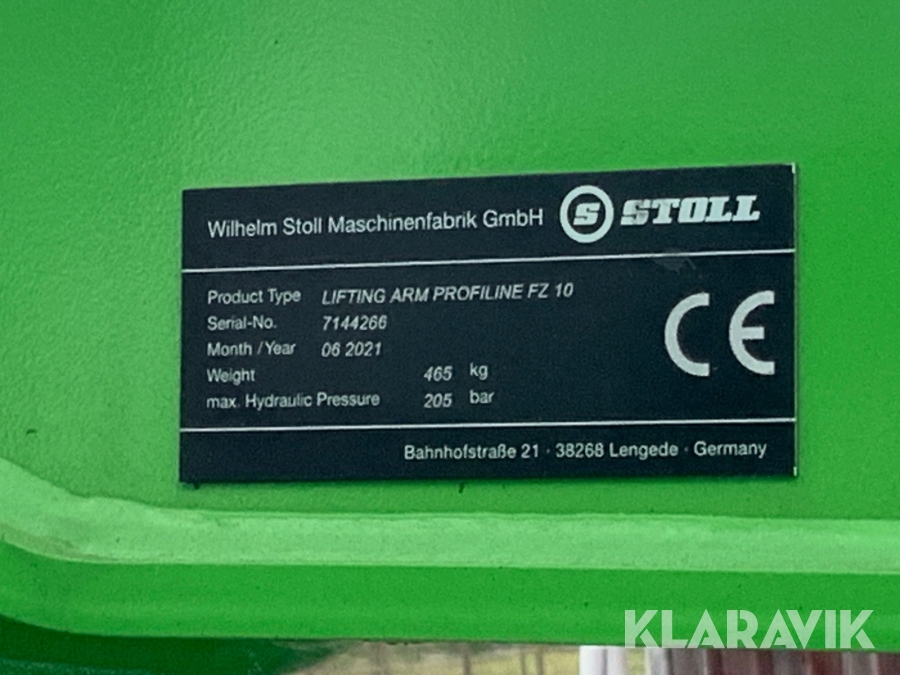 Wilhelm Stoll Maschinenfabrik GmbH S STOLL
Product Type LIFTING ARM PROFILINE FZ 10
Serial-No. 7144266
Month / Year 06 2021
Weight 465 kg
max. Hydraulic Pressure 205 bar
CE
Bahnhofstraße 21 · 38268 Lengede · Germany
KLARAVIK